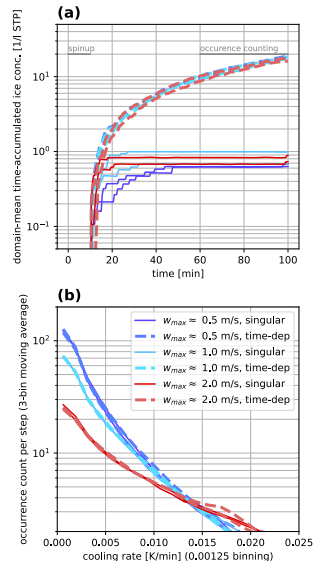 (a)
domain-mean time-accumulated ice conc. [1/l STP]
spinup
occurence counting
10¹
10⁰
10⁻¹
0 20 40 60 80 100
time [min]
(b)
occurrence count per step (3-bin moving average)
w_max ≈ 0.5 m/s, singular
w_max ≈ 0.5 m/s, time-dep
w_max ≈ 1.0 m/s, singular
w_max ≈ 1.0 m/s, time-dep
w_max ≈ 2.0 m/s, singular
w_max ≈ 2.0 m/s, time-dep
10²
10¹
0.000 0.005 0.010 0.015 0.020 0.025
cooling rate [K/min] (0.00125 binning)